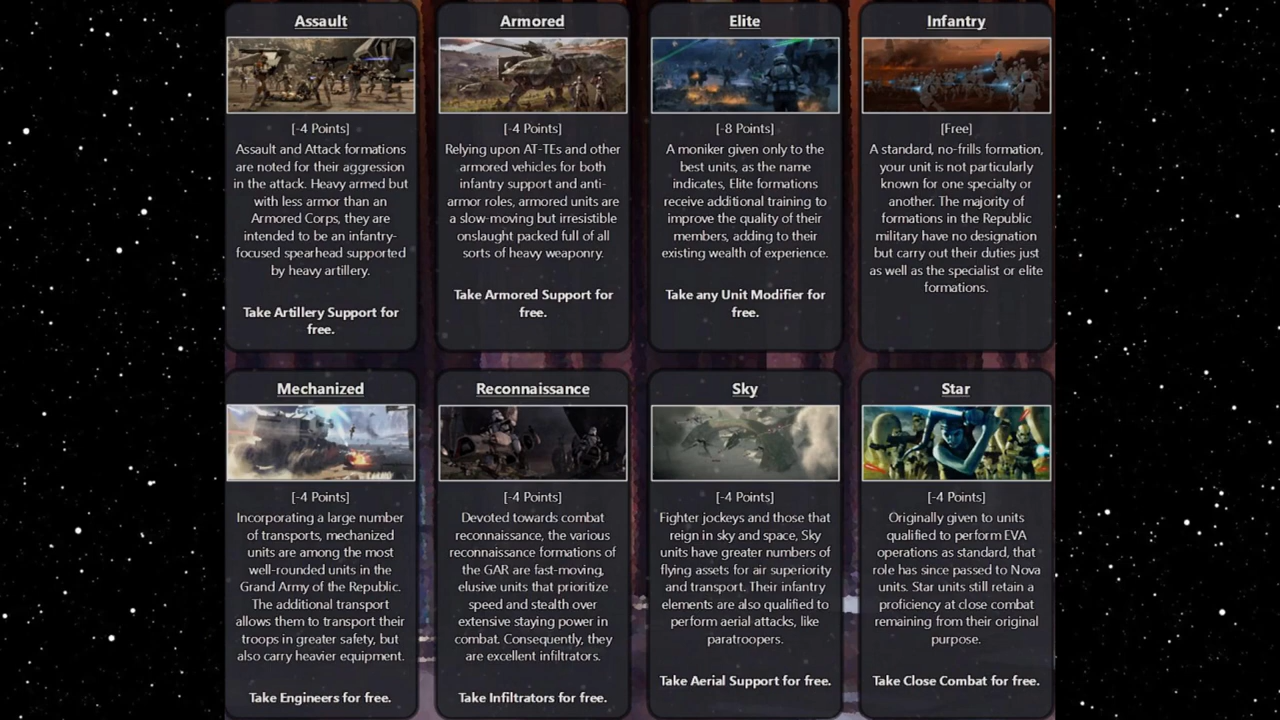 Assault
[-4 Points]
Assault and Attack formations
are noted for their aggression
in the attack. Heavy armed but
with less armor than an
Armored Corps, they are
intended to be an infantry-
focused spearhead supported
by heavy artillery.
Take Artillery Support for
free.
Armored
[-4 Points]
Relying upon AT-TEs and other
armored vehicles for both
infantry support and anti-
armor roles, armored units are
a slow-moving but irresistible
onslaught packed full of all
sorts of heavy weaponry.
Take Armored Support for
free.
Elite
[-8 Points]
A moniker given only to the
best units, as the name
indicates, Elite formations
receive additional training to
improve the quality of their
members, adding to their
existing wealth of experience.
Take any Unit Modifier for
free.
Infantry
[Free]
A standard, no-frills formation,
your unit is not particularly
known for one specialty or
another. The majority of
formations in the Republic
military have no designation
but carry out their duties just
as well as the specialist or elite
formations.
Mechanized
[-4 Points]
Incorporating a large number
of transports, mechanized
units are among the most
well-rounded units in the
Grand Army of the Republic.
The additional transport
allows them to transport their
troops in greater safety, but
also carry heavier equipment.
Take Engineers for free.
Reconnaissance
[-4 Points]
Devoted towards combat
reconnaissance, the various
reconnaissance formations of
the GAR are fast-moving,
elusive units that prioritize
speed and stealth over
extensive staying power in
combat. Consequently, they
are excellent infiltrators.
Take Infiltrators for free.
Sky
[-4 Points]
Fighter jockeys and those that
reign in sky and space, Sky
units have greater numbers of
flying assets for air superiority
and transport. Their infantry
elements are also qualified to
perform aerial attacks, like
paratroopers.
Take Aerial Support for free.
Star
[-4 Points]
Originally given to units
qualified to perform EVA
operations as standard, that
role has since passed to Nova
units. Star units still retain a
proficiency at close combat
remaining from their original
purpose.
Take Close Combat for free.